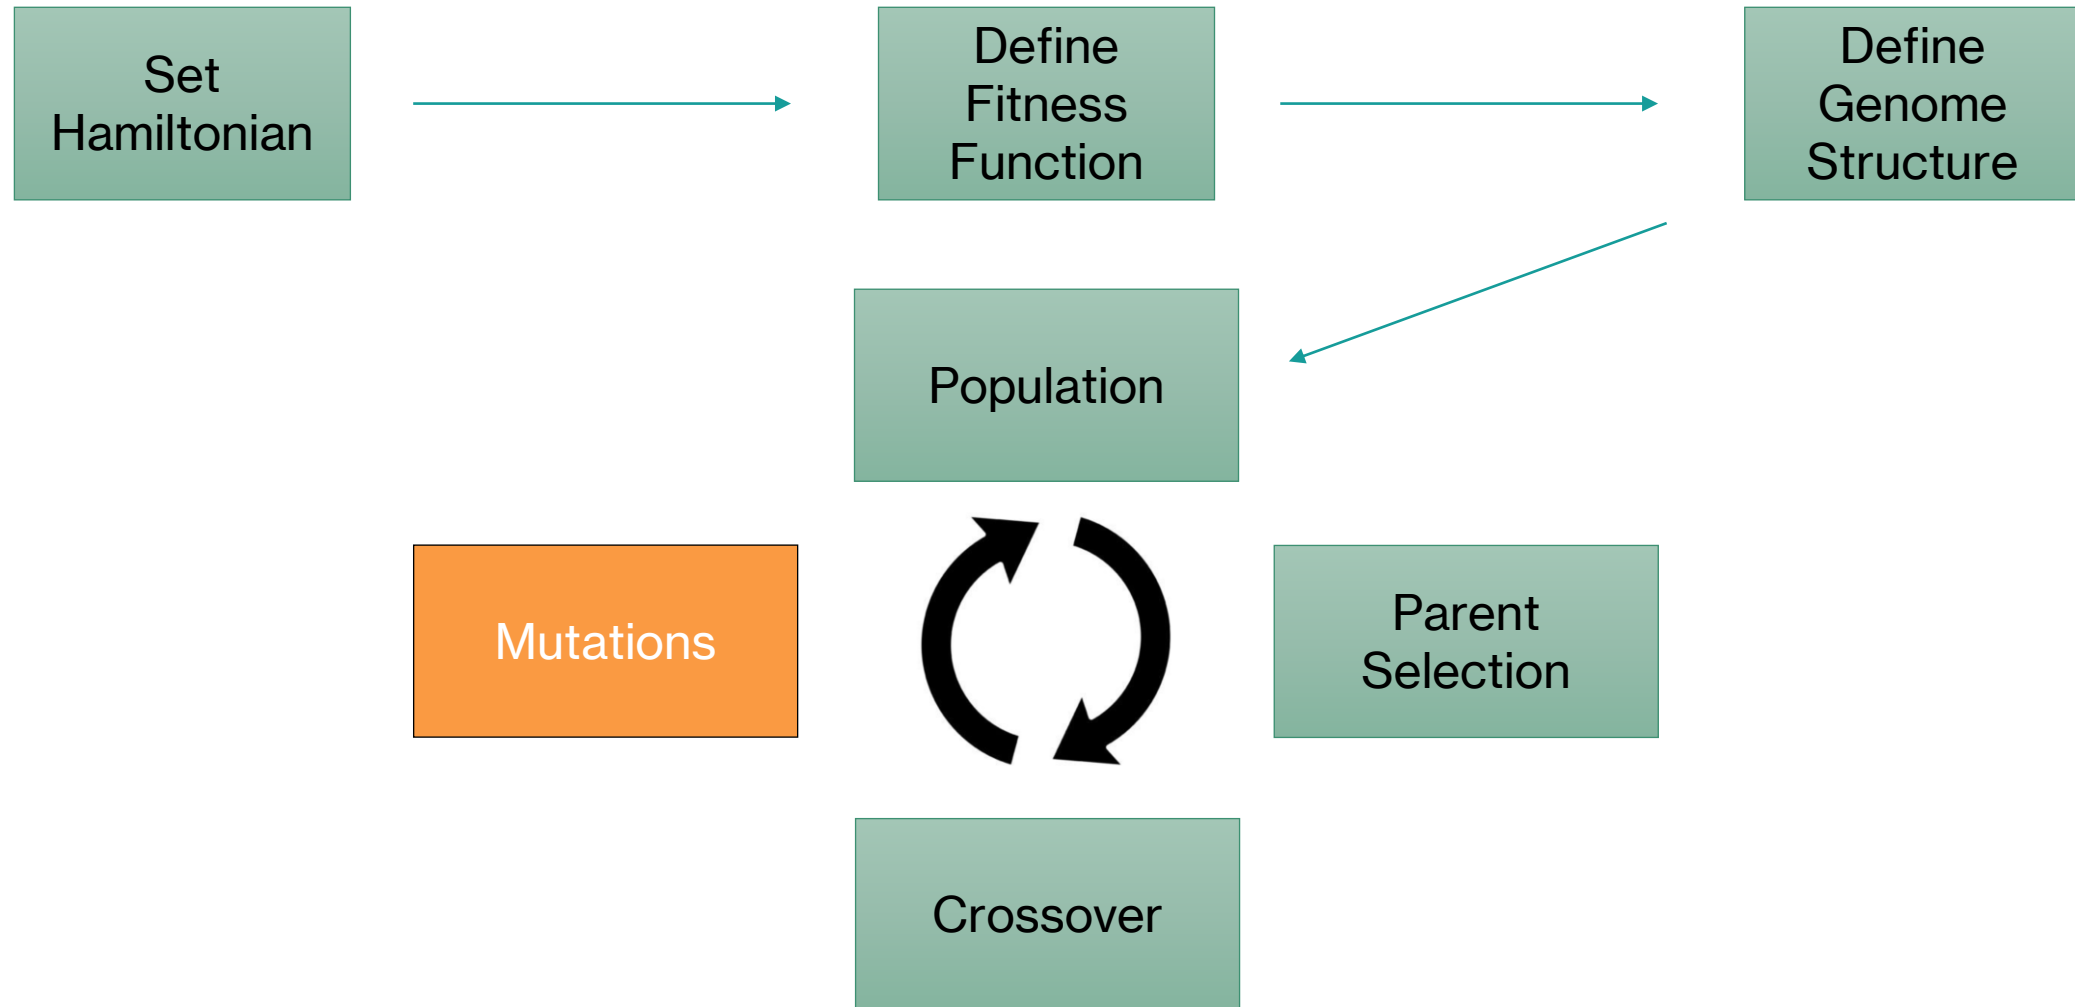 Set
Hamiltonian
Define
Fitness
Function
Define
Genome
Structure
Population
Mutations
Parent
Selection
Crossover